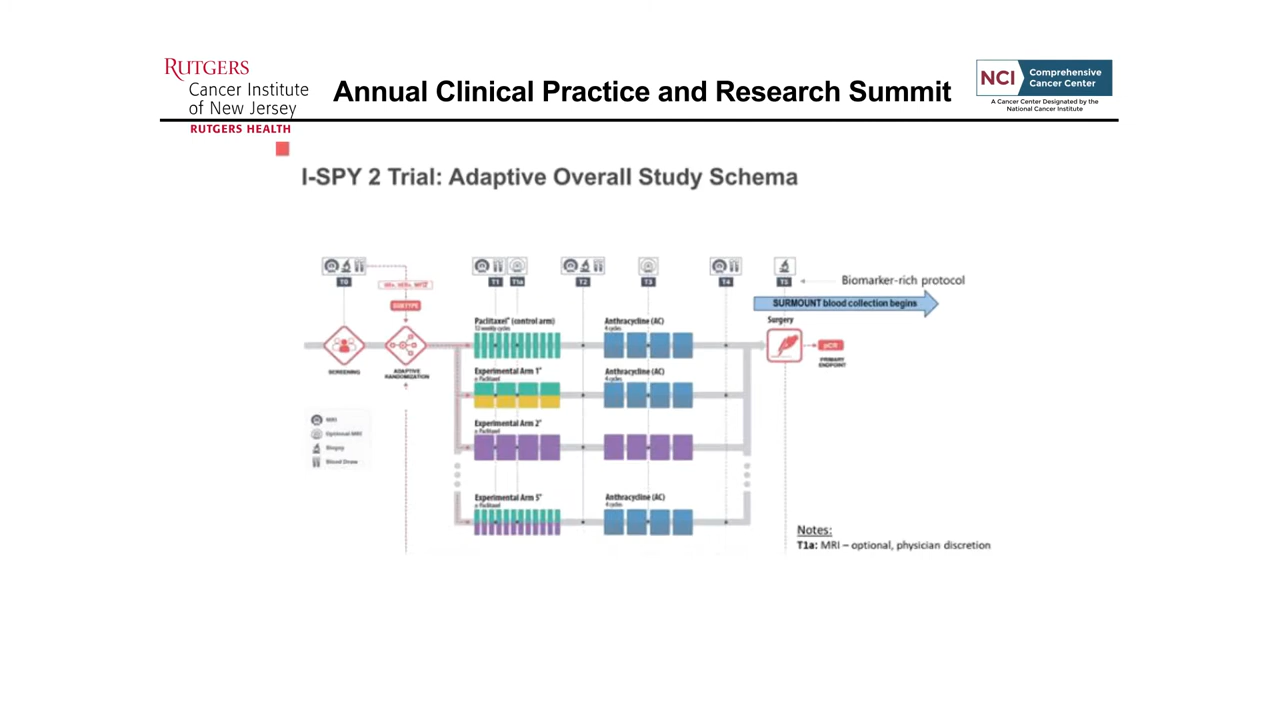 RUTGERS
Cancer Institute
of New Jersey
RUTGERS HEALTH
Annual Clinical Practice and Research Summit
NCI
Comprehensive
Cancer Center
A Cancer Center Designated by the
National Cancer Institute
I-SPY 2 Trial: Adaptive Overall Study Schema
T0
T1
T1a
T2
T3
T4
T5
Biomarker-rich protocol
SURMOUNT blood collection begins
SUBTYPE
Paclitaxel* (control arm)
12 weekly cycles
Anthracycline (AC)
4 cycles
Surgery
SCREENING
ADAPTIVE
RANDOMIZATION
pCR
PRIMARY
ENDPOINT
Experimental Arm 1*
± Paclitaxel
Anthracycline (AC)
4 cycles
MRI
Optional MRI
Biopsy
Blood Draw
Experimental Arm 2*
± Paclitaxel
Experimental Arm 5*
± Paclitaxel
Anthracycline (AC)
4 cycles
Notes:
T1a: MRI – optional, physician discretion